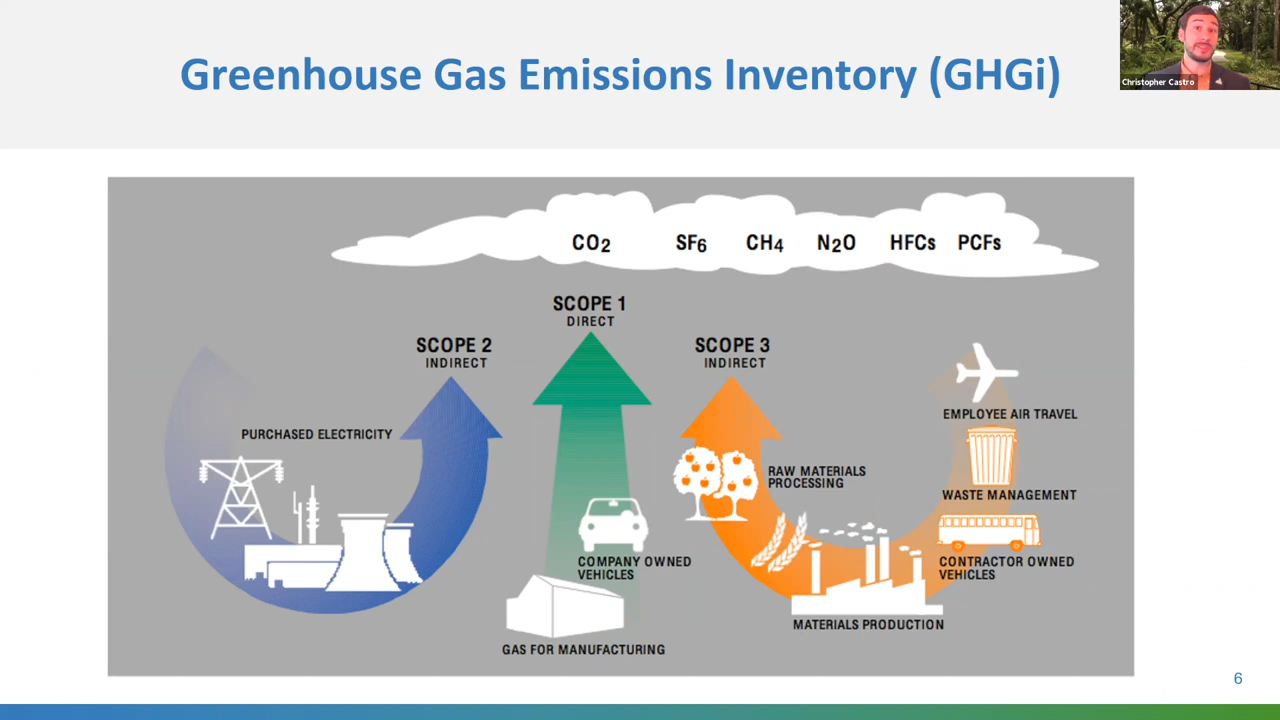 Greenhouse Gas Emissions Inventory (GHGi)
Christopher Castro
CO2 SF6 CH4 N2O HFCs PCFs
SCOPE 1
DIRECT
SCOPE 2
INDIRECT
SCOPE 3
INDIRECT
PURCHASED ELECTRICITY
COMPANY OWNED
VEHICLES
GAS FOR MANUFACTURING
RAW MATERIALS
PROCESSING
MATERIALS PRODUCTION
EMPLOYEE AIR TRAVEL
WASTE MANAGEMENT
CONTRACTOR OWNED
VEHICLES
6